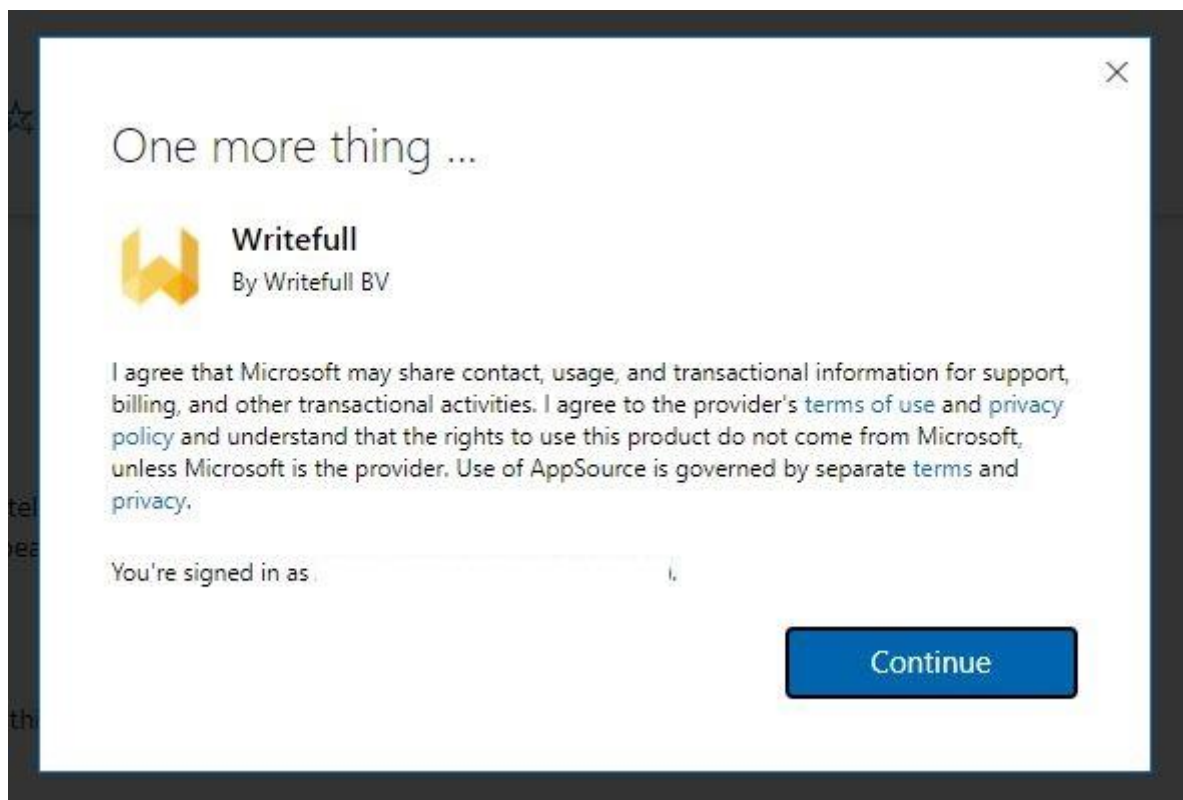 One more thing ...
Writefull
By Writefull BV
I agree that Microsoft may share contact, usage, and transactional information for support,
billing, and other transactional activities. I agree to the provider's terms of use and privacy
policy and understand that the rights to use this product do not come from Microsoft,
unless Microsoft is the provider. Use of AppSource is governed by separate terms and
privacy.
You're signed in as
Continue